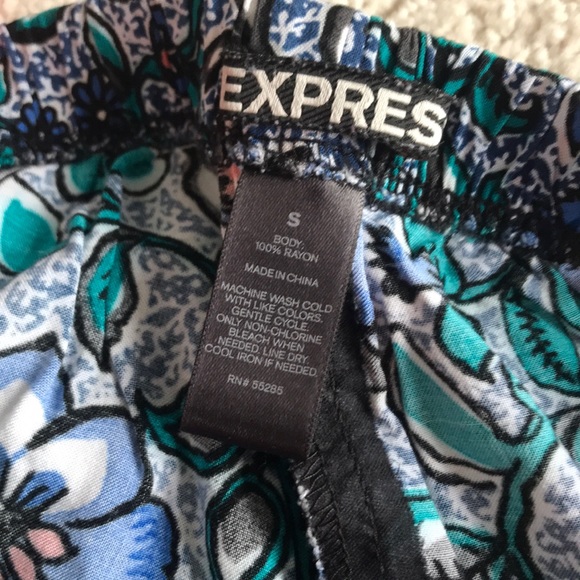 EXPRES
S
BODY:
100% RAYON
MADE IN CHINA
MACHINE WASH COLD
WITH LIKE COLORS.
GENTLE CYCLE.
ONLY NON-CHLORINE
BLEACH WHEN
NEEDED. LINE DRY.
COOL IRON IF NEEDED.
RN# 55285